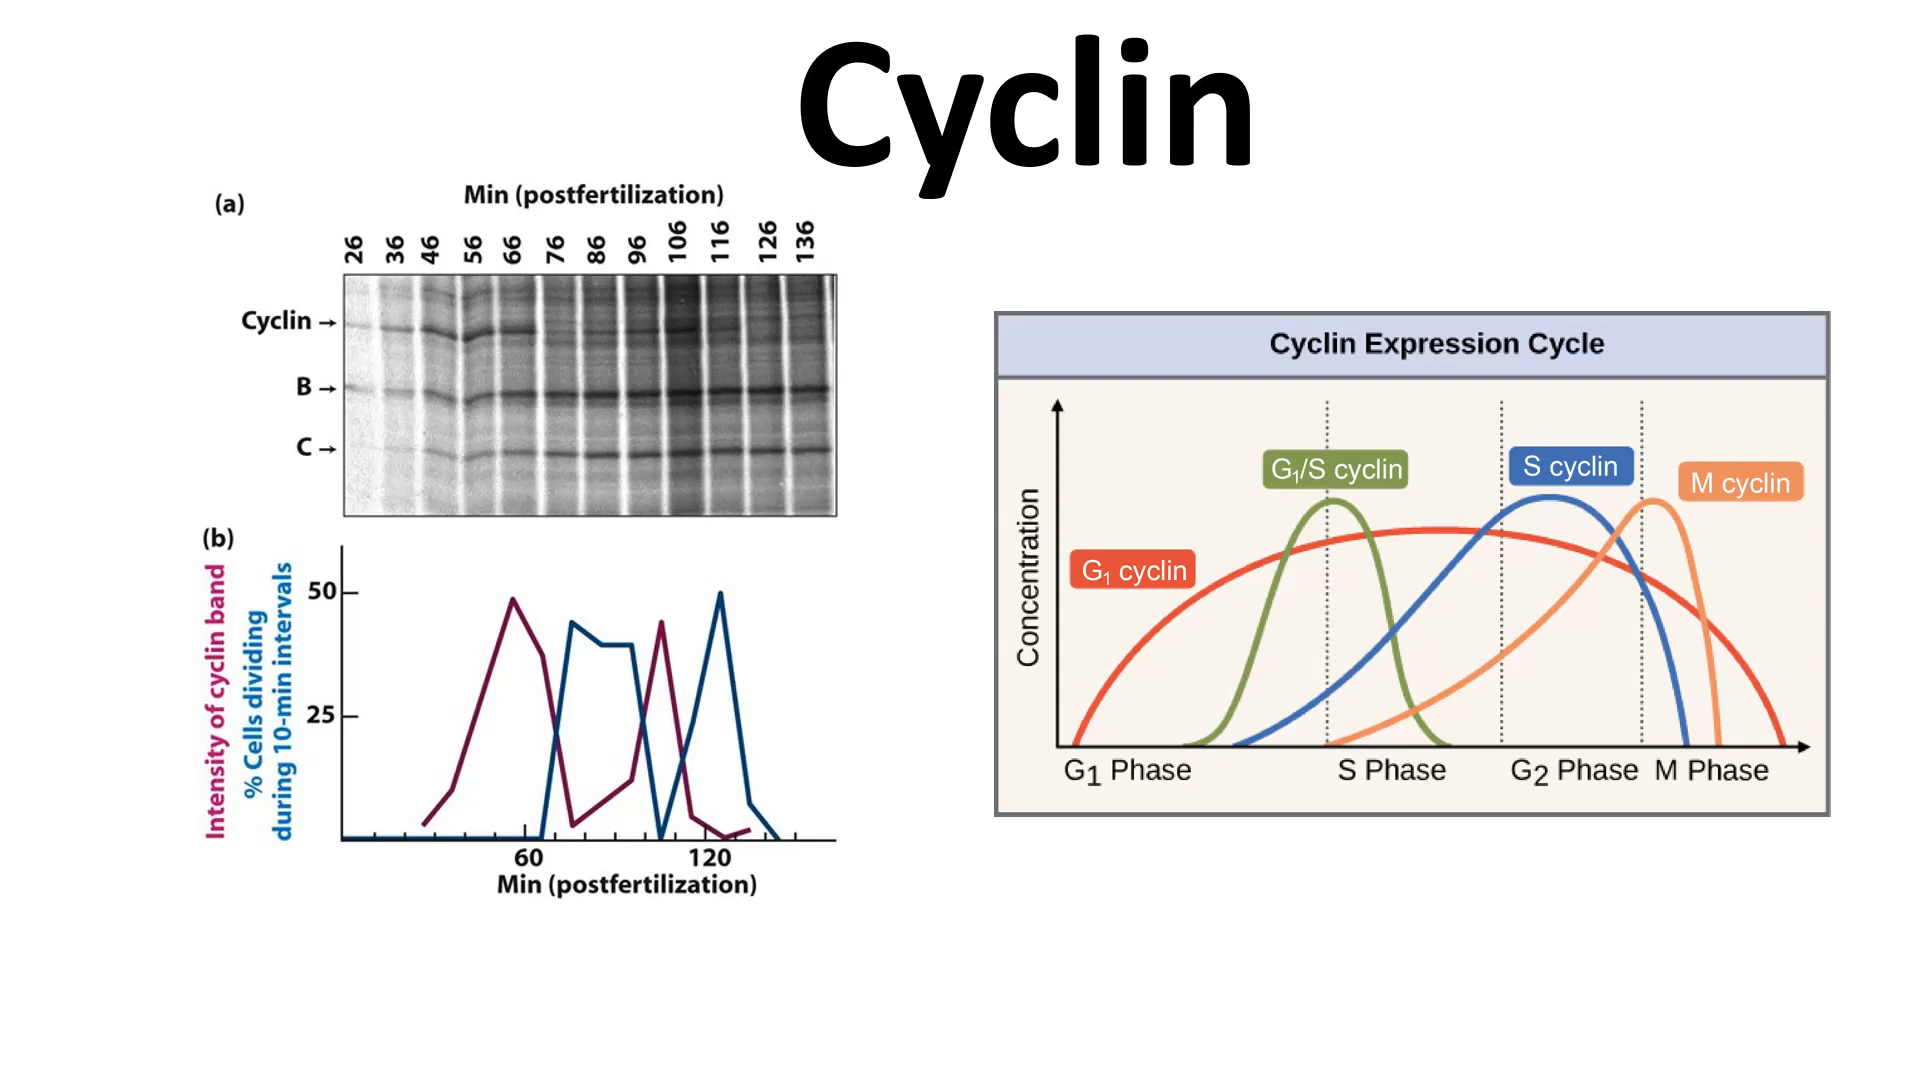 Cyclin
(a)
Min (postfertilization)
26 36 46 56 66 76 86 96 106 116 126 136
Cyclin
B
C
(b)
Intensity of cyclin band
% Cells dividing
during 10-min intervals
50
25
60 120
Min (postfertilization)
Cyclin Expression Cycle
Concentration
G₁ cyclin
G₁/S cyclin
S cyclin
M cyclin
G₁ Phase S Phase G₂ Phase M Phase